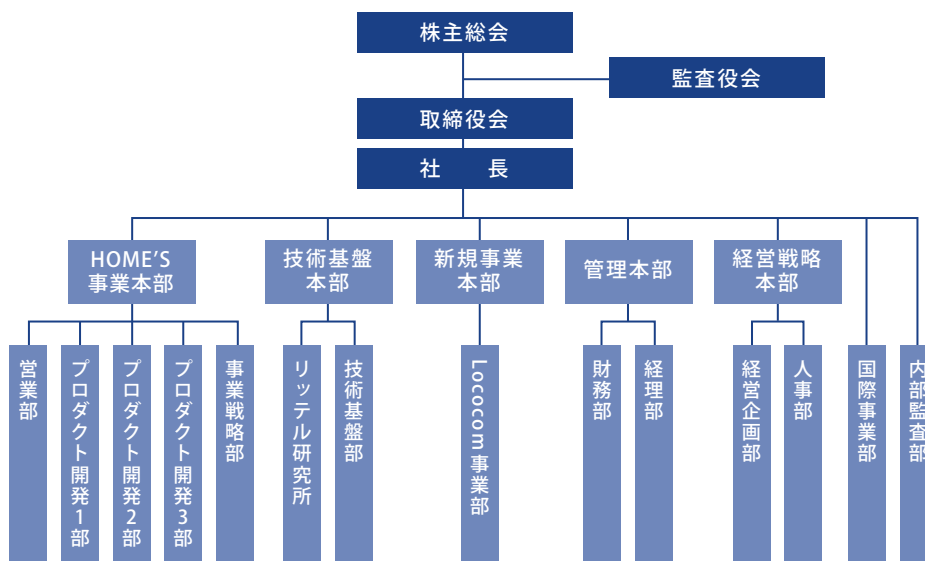 株主総会
監査役会
取締役会
社　　長
HOME'S
事業本部
技術基盤
本部
新規事業
本部
管理本部
経営戦略
本部
営業部
プロダクト開発1部
プロダクト開発2部
プロダクト開発3部
事業戦略部
リッテル研究所
技術基盤部
Lococom事業部
財務部
経理部
経営企画部
人事部
国際事業部
内部監査部